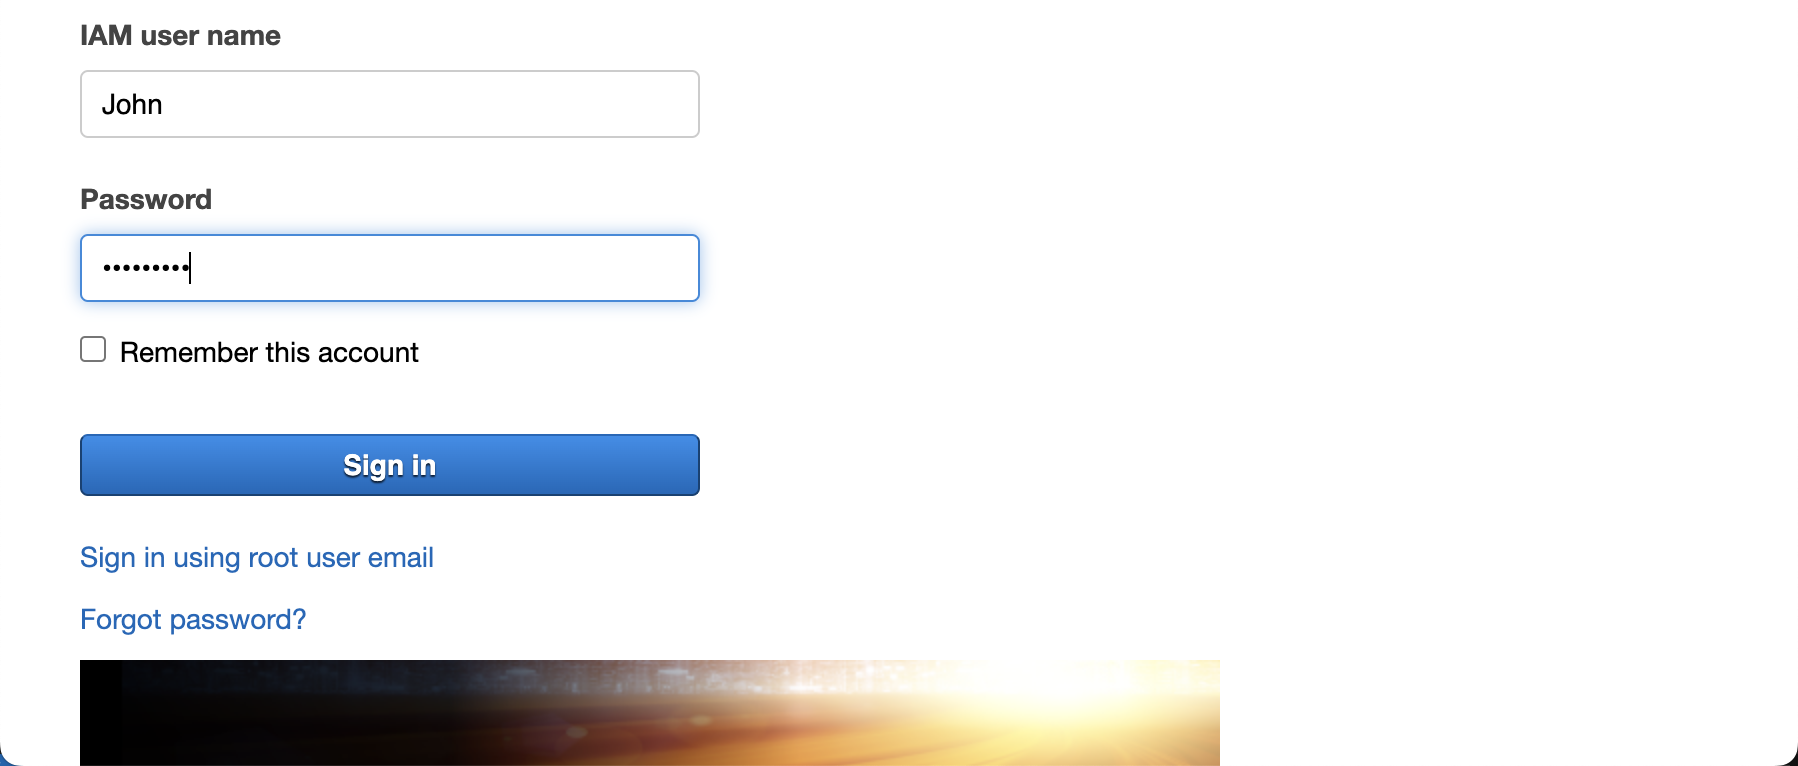 IAM user name
John
Password
•••••••••
Remember this account
Sign in
Sign in using root user email
Forgot password?